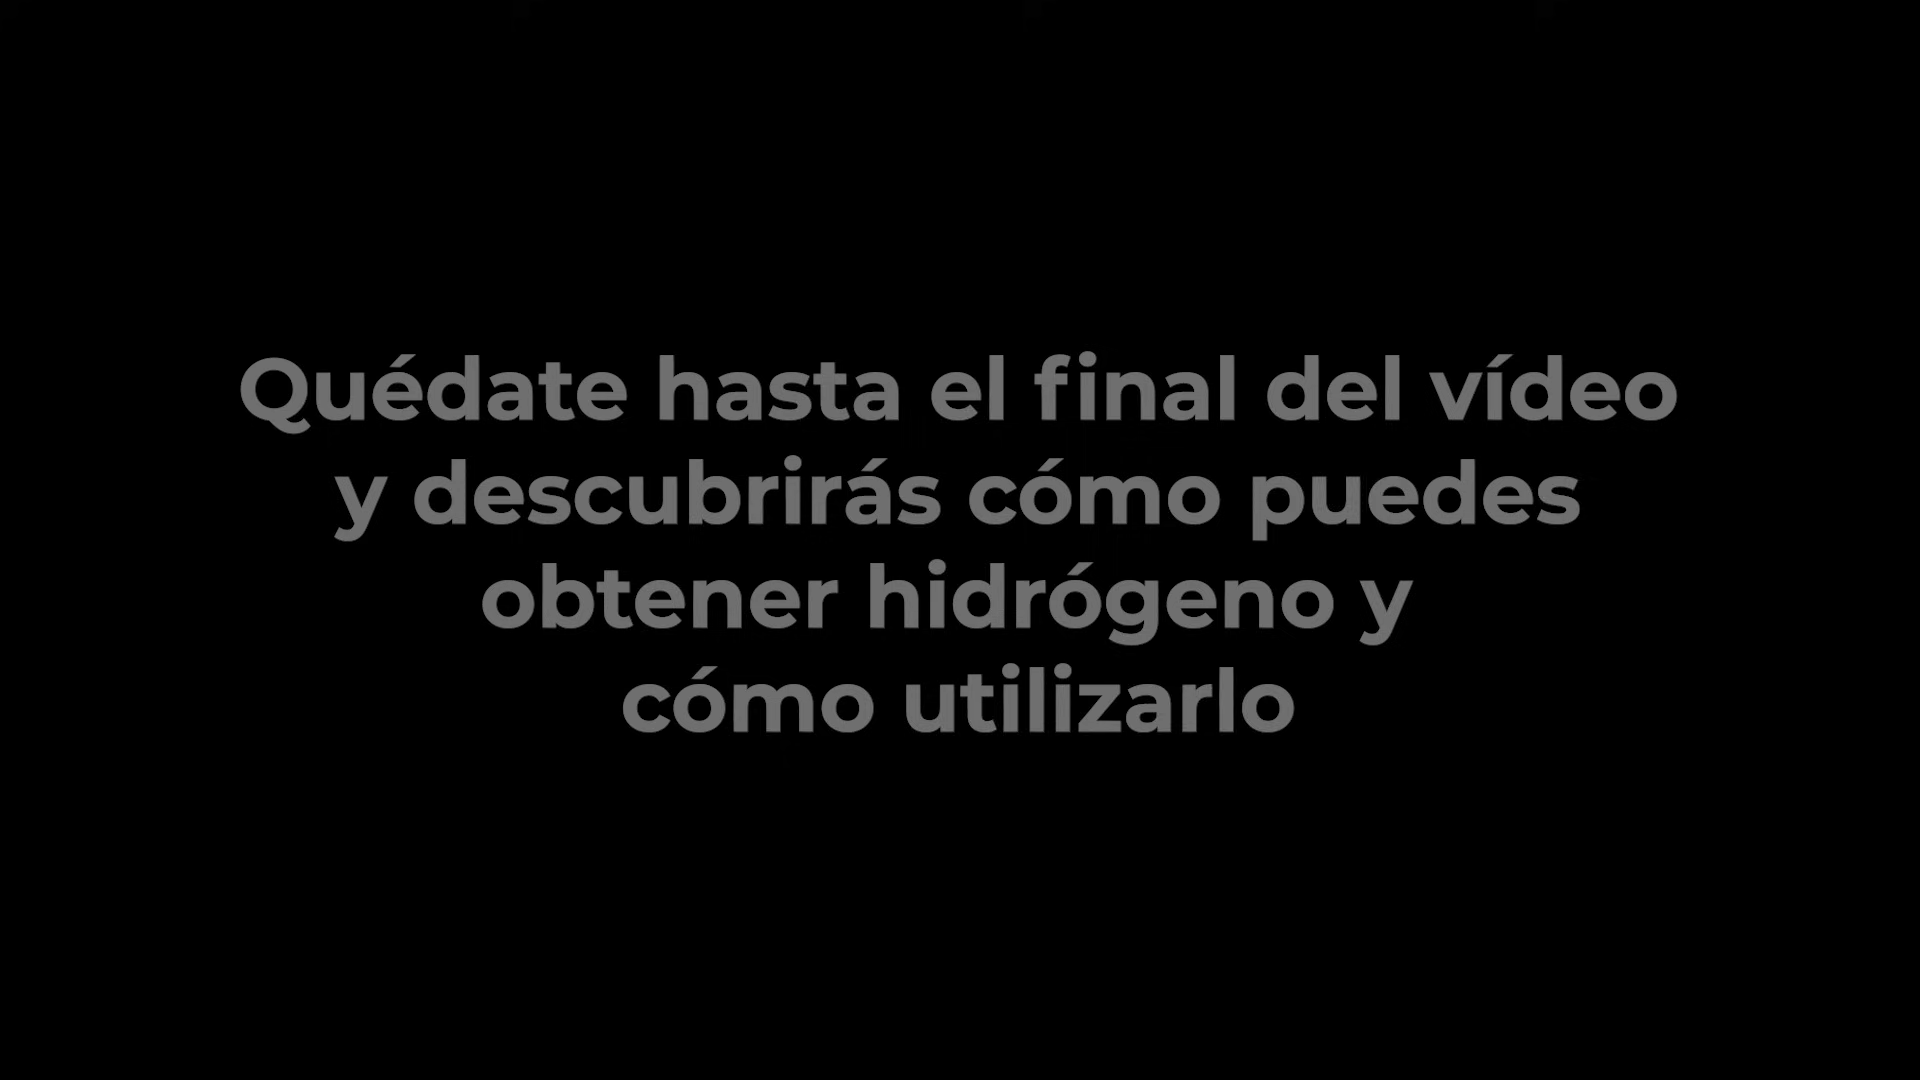 Quédate hasta el final del vídeo
y descubrirás cómo puedes
obtener hidrógeno y
cómo utilizarlo